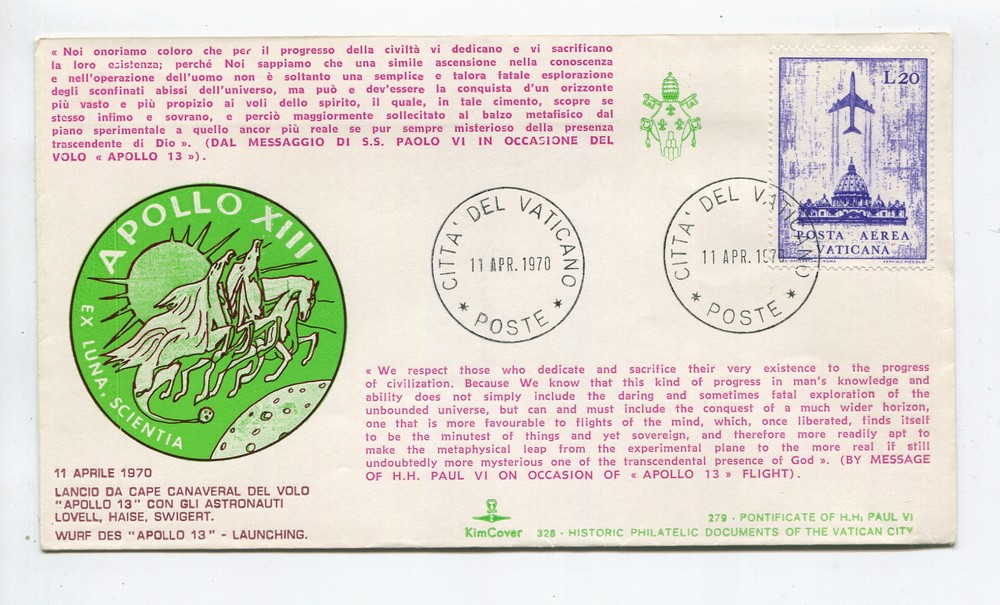 « Noi onoriamo coloro che per il progresso della civiltà vi dedicano e vi sacrificano
la loro esistenza; perché Noi sappiamo che una simile ascensione nella conoscenza
e nell'operazione dell'uomo non è soltanto una semplice e talora fatale esplorazione
degli sconfinati abissi dell'universo, ma può e dev'essere la conquista d'un orizzonte
più vasto e più propizio ai voli dello spirito, il quale, in tale cimento, scopre se
stesso infimo e sovrano, e perciò maggiormente sollecitato al balzo metafisico dal
piano sperimentale a quello ancor più reale se pur sempre misterioso della presenza
trascendente di Dio ». (DAL MESSAGGIO DI S.S. PAOLO VI IN OCCASIONE DEL
VOLO « APOLLO 13 »).
L.20
POSTA AEREA
VATICANA
CITTA' DEL VATICANO
11 APR. 1970
* POSTE *
CITTA' DEL VATICANO
11 APR. 1970
* POSTE *
APOLLO XIII
EX LUNA, SCIENTIA
« We respect those who dedicate and sacrifice their very existence to the progress
of civilization. Because We know that this kind of progress in man's knowledge and
ability does not simply include the daring and sometimes fatal exploration of the
unbounded universe, but can and must include the conquest of a much wider horizon,
one that is more favourable to flights of the mind, which, once liberated, finds itself
to be the minutest of things and yet sovereign, and therefore more readily apt to
make the metaphysical leap from the experimental plane to the more real if still
undoubtedly more mysterious one of the transcendental presence of God ». (BY MESSAGE
OF H.H. PAUL VI ON OCCASION OF « APOLLO 13 » FLIGHT).
11 APRILE 1970
LANCIO DA CAPE CANAVERAL DEL VOLO
"APOLLO 13" CON GLI ASTRONAUTI
LOVELL, HAISE, SWIGERT.
WURF DES "APOLLO 13" - LAUNCHING.
KimCover
279 - PONTIFICATE OF H.H. PAUL VI
328 - HISTORIC PHILATELIC DOCUMENTS OF THE VATICAN CITY